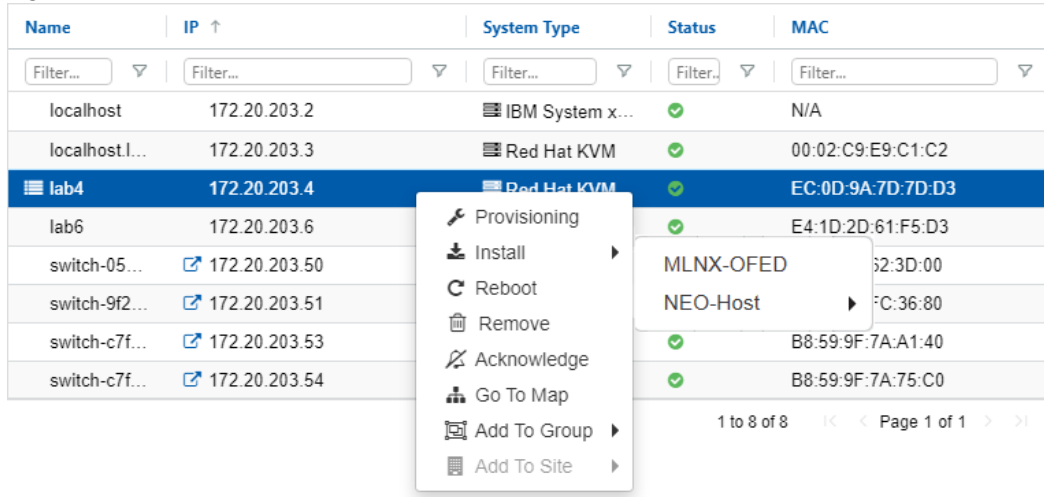 Name IP ↑ System Type Status MAC
Filter... Filter... Filter... Filter.. Filter...
localhost 172.20.203.2 IBM System x... N/A
localhost.l... 172.20.203.3 Red Hat KVM 00:02:C9:E9:C1:C2
lab4 172.20.203.4 Red Hat KVM EC:0D:9A:7D:7D:D3
lab6 172.20.203.6 E4:1D:2D:61:F5:D3
switch-05... 172.20.203.50 :3D:00
switch-9f2... 172.20.203.51 :36:80
switch-c7f... 172.20.203.53 B8:59:9F:7A:A1:40
switch-c7f... 172.20.203.54 B8:59:9F:7A:75:C0
Provisioning
Install
Reboot
Remove
Acknowledge
Go To Map
Add To Group
Add To Site
MLNX-OFED
NEO-Host
1 to 8 of 8 Page 1 of 1